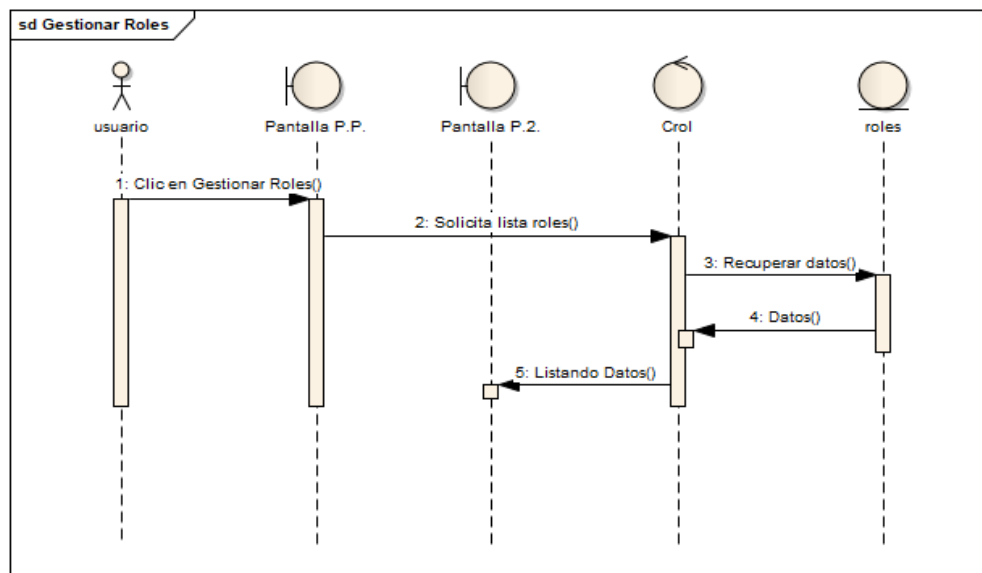 sd Gestionar Roles
usuario
Pantalla P.P.
Pantalla P.2.
Crol
roles
1: Clic en Gestionar Roles()
2: Solicita lista roles()
3: Recuperar datos()
4: Datos()
5: Listando Datos()